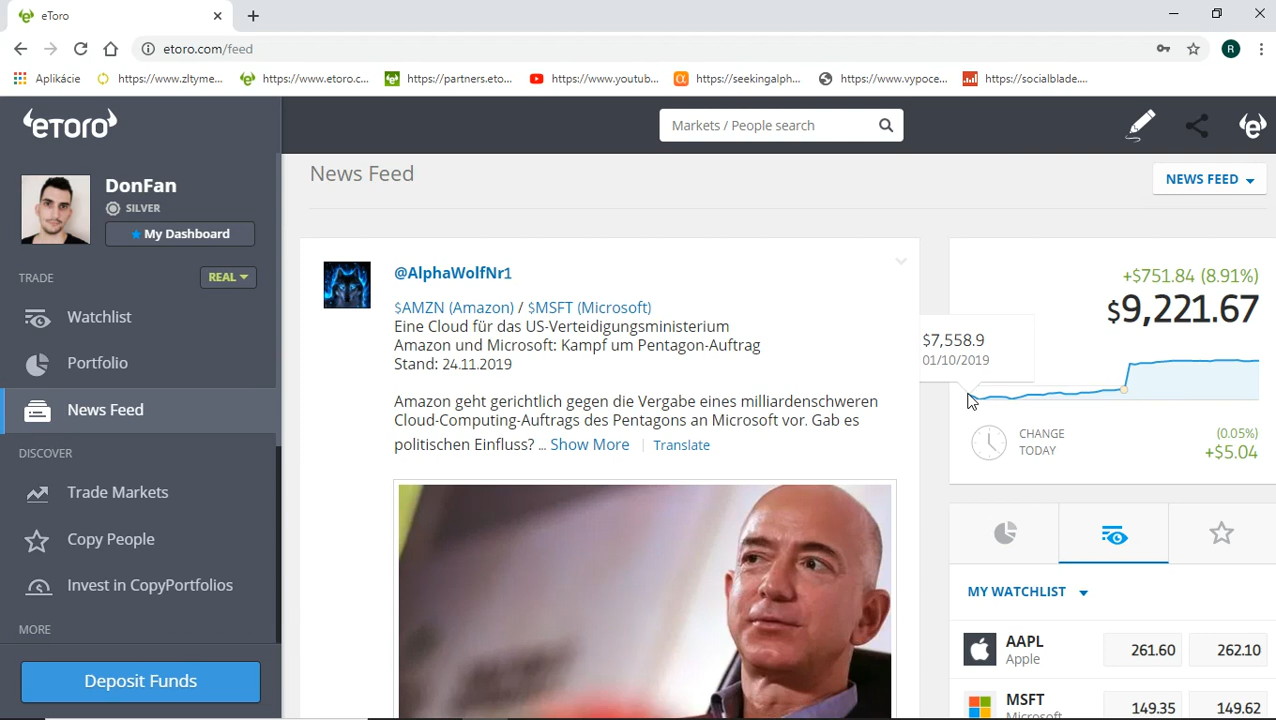 eToro
etoro.com/feed
Aplikácie
https://www.zltyme...
https://www.etoro.c...
https://partners.eto...
https://www.youtub...
https://seekingalph...
https://www.vypoce...
https://socialblade....
eTORO
Markets / People search
DonFan
SILVER
My Dashboard
TRADE
REAL
Watchlist
Portfolio
News Feed
DISCOVER
Trade Markets
Copy People
Invest in CopyPortfolios
MORE
Deposit Funds
News Feed
NEWS FEED
@AlphaWolfNr1
$AMZN (Amazon) / $MSFT (Microsoft)
Eine Cloud für das US-Verteidigungsministerium
Amazon und Microsoft: Kampf um Pentagon-Auftrag
Stand: 24.11.2019
Amazon geht gerichtlich gegen die Vergabe eines milliardenschweren
Cloud-Computing-Auftrags des Pentagons an Microsoft vor. Gab es
politischen Einfluss? ... Show More | Translate
+$751.84 (8.91%)
$9,221.67
$7,558.9
01/10/2019
CHANGE
TODAY
(0.05%)
+$5.04
MY WATCHLIST
AAPL
Apple
261.60
262.10
MSFT
Microsoft
149.35
149.62
R